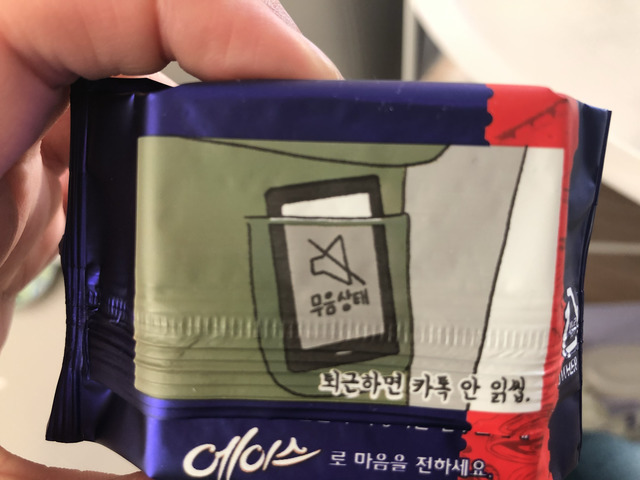 무음상태
퇴근하면 카톡 안 읽씹.
에이스 로 마음을 전하세요.